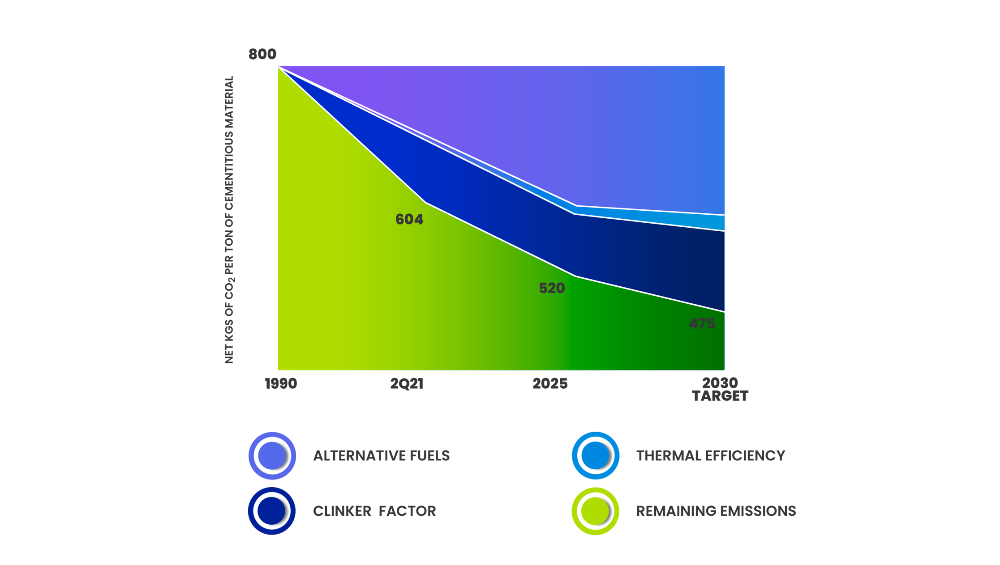 800
NET KGS OF CO2 PER TON OF CEMENTITIOUS MATERIAL
604
520
475
1990
2Q21
2025
2030
TARGET
ALTERNATIVE FUELS
THERMAL EFFICIENCY
CLINKER FACTOR
REMAINING EMISSIONS